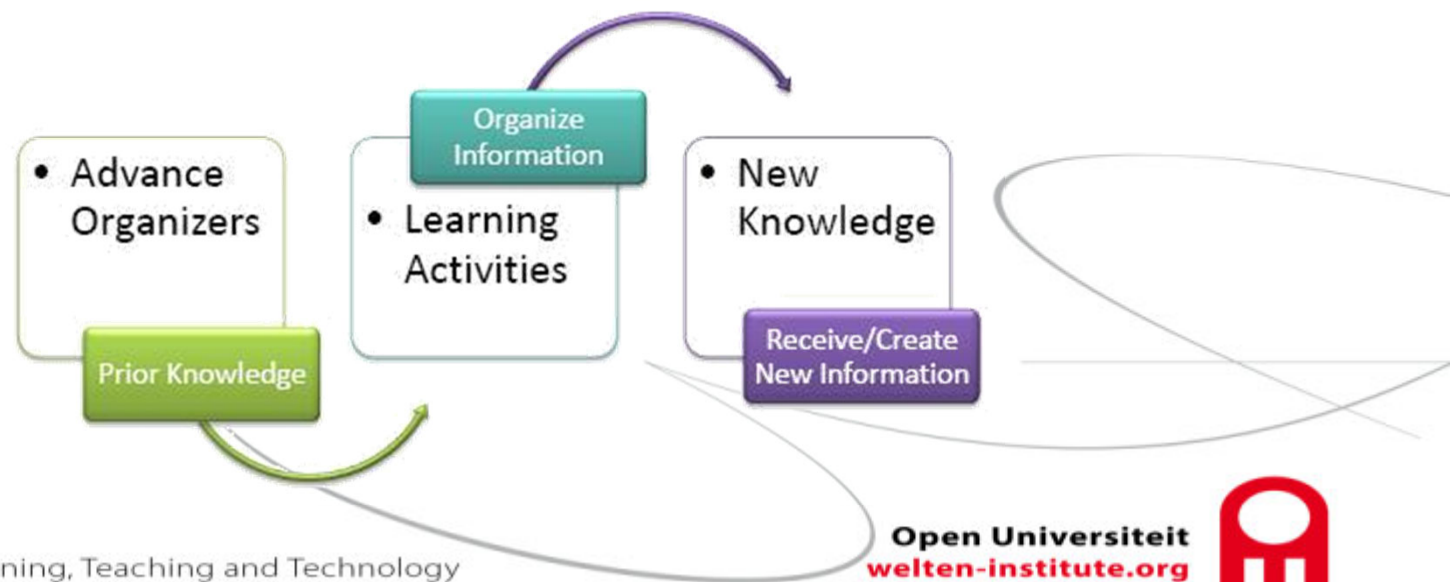 • Advance
Organizers
Prior Knowledge
Organize
Information
• Learning
Activities
• New
Knowledge
Receive/Create
New Information
Teaching and Technology
Open Universiteit
welten-institute.org